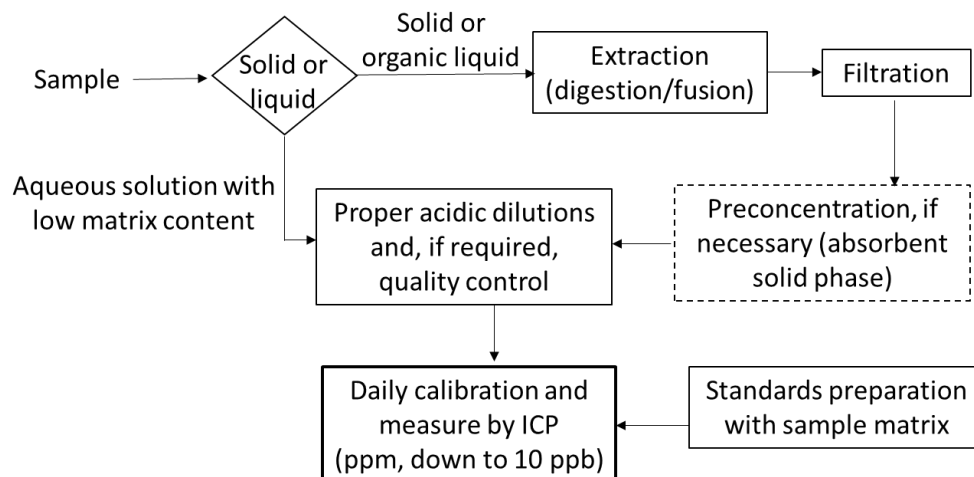 Sample
Solid or
liquid
Solid or
organic liquid
Extraction
(digestion/fusion)
Filtration
Aqueous solution with
low matrix content
Proper acidic dilutions
and, if required,
quality control
Preconcentration, if
necessary (absorbent
solid phase)
Daily calibration and
measure by ICP
(ppm, down to 10 ppb)
Standards preparation
with sample matrix